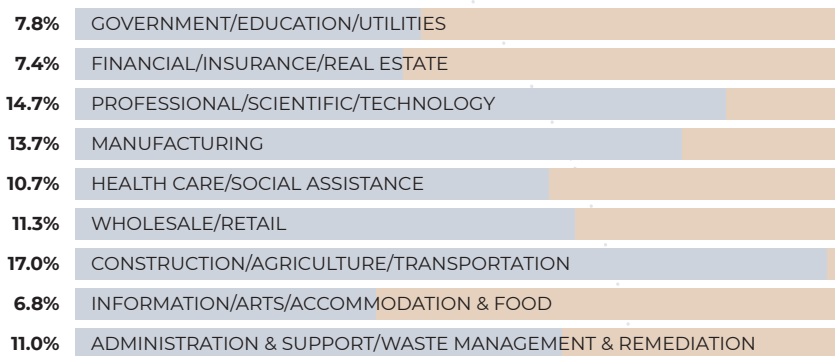 7.8% GOVERNMENT/EDUCATION/UTILITIES
7.4% FINANCIAL/INSURANCE/REAL ESTATE
14.7% PROFESSIONAL/SCIENTIFIC/TECHNOLOGY
13.7% MANUFACTURING
10.7% HEALTH CARE/SOCIAL ASSISTANCE
11.3% WHOLESALE/RETAIL
17.0% CONSTRUCTION/AGRICULTURE/TRANSPORTATION
6.8% INFORMATION/ARTS/ACCOMMODATION & FOOD
11.0% ADMINISTRATION & SUPPORT/WASTE MANAGEMENT & REMEDIATION